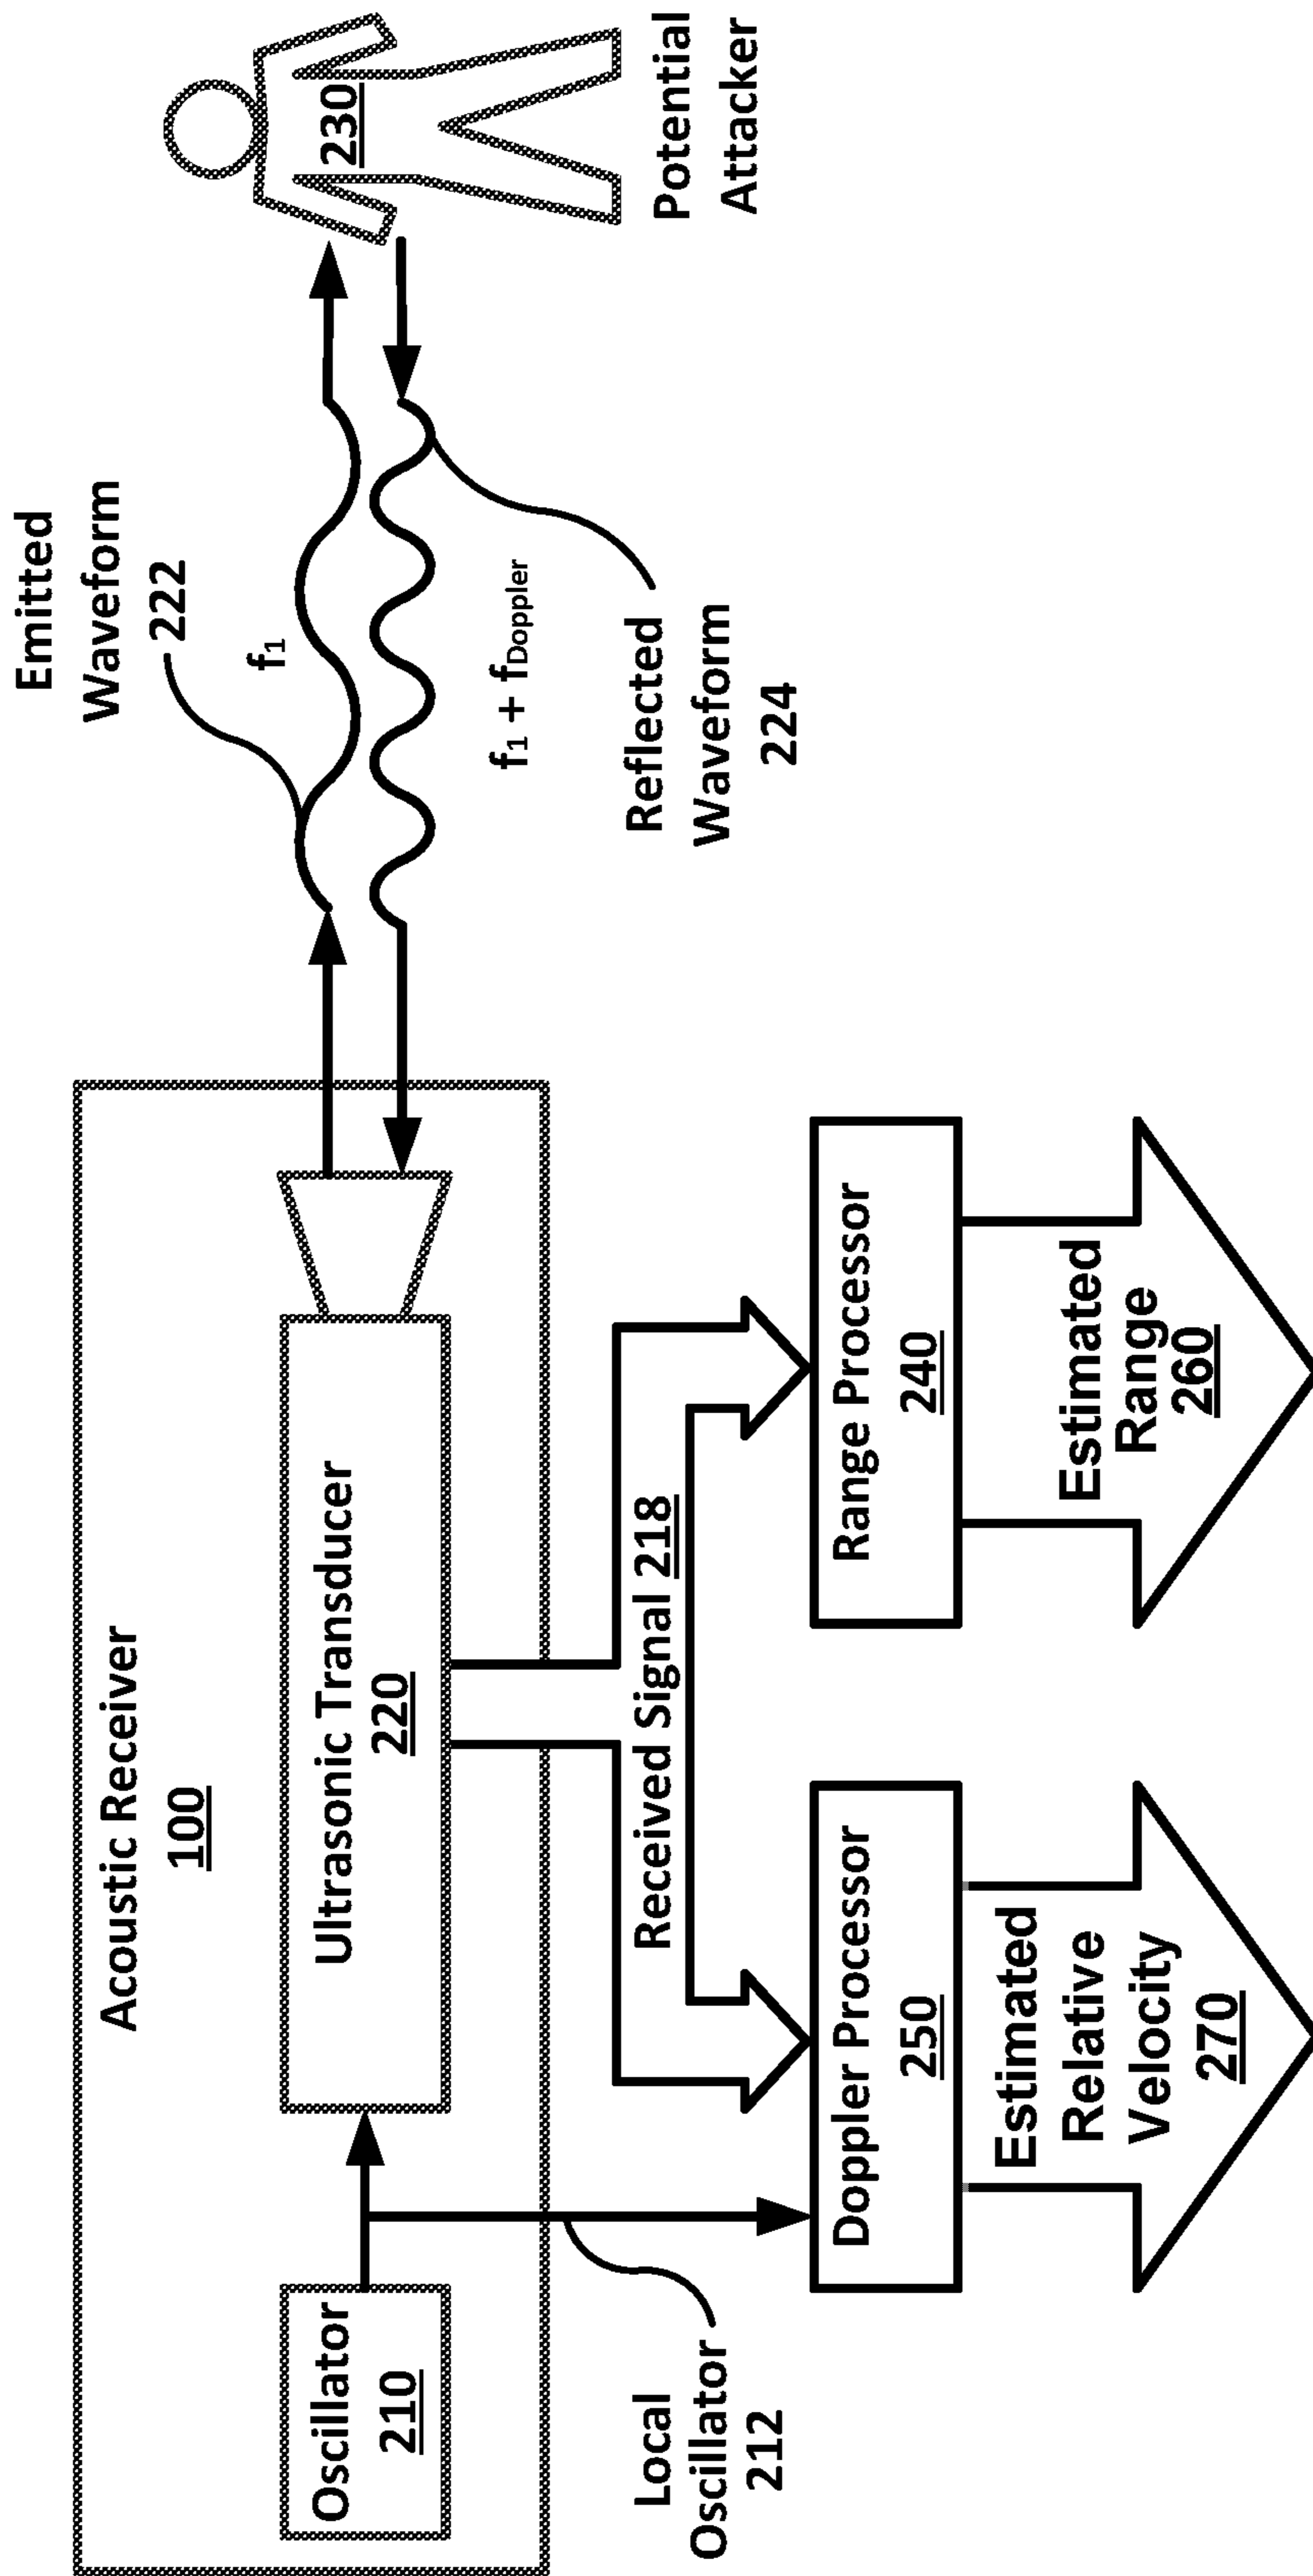 Acoustic Receiver
100
Oscillator
210
Ultrasonic Transducer
220
Local
Oscillator
212
Received Signal 218
Doppler Processor
250
Range Processor
240
Estimated
Relative
Velocity
270
Estimated
Range
260
Emitted
Waveform
222
f₁
f₁ + fDoppler
Reflected
Waveform
224
230
Potential
Attacker